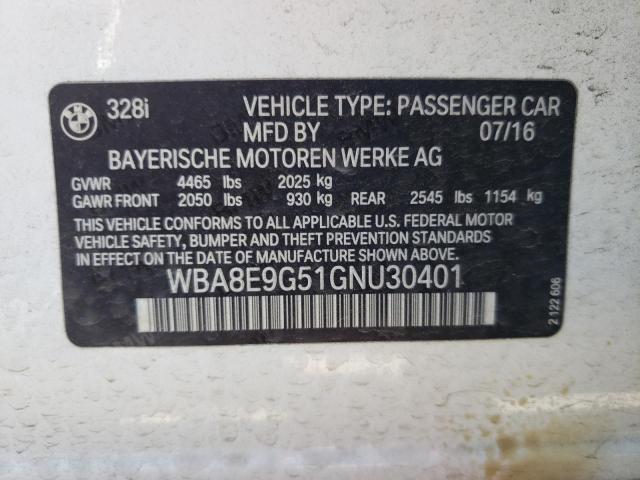 BMW 328i VEHICLE TYPE: PASSENGER CAR
MFD BY 07/16
BAYERISCHE MOTOREN WERKE AG
GVWR 4465 lbs 2025 kg
GAWR FRONT 2050 lbs 930 kg REAR 2545 lbs 1154 kg
THIS VEHICLE CONFORMS TO ALL APPLICABLE U.S. FEDERAL MOTOR
VEHICLE SAFETY, BUMPER AND THEFT PREVENTION STANDARDS
IN EFFECT ON THE DATE OF MANUFACTURE SHOWN ABOVE.
WBA8E9G51GNU30401
2 122 606